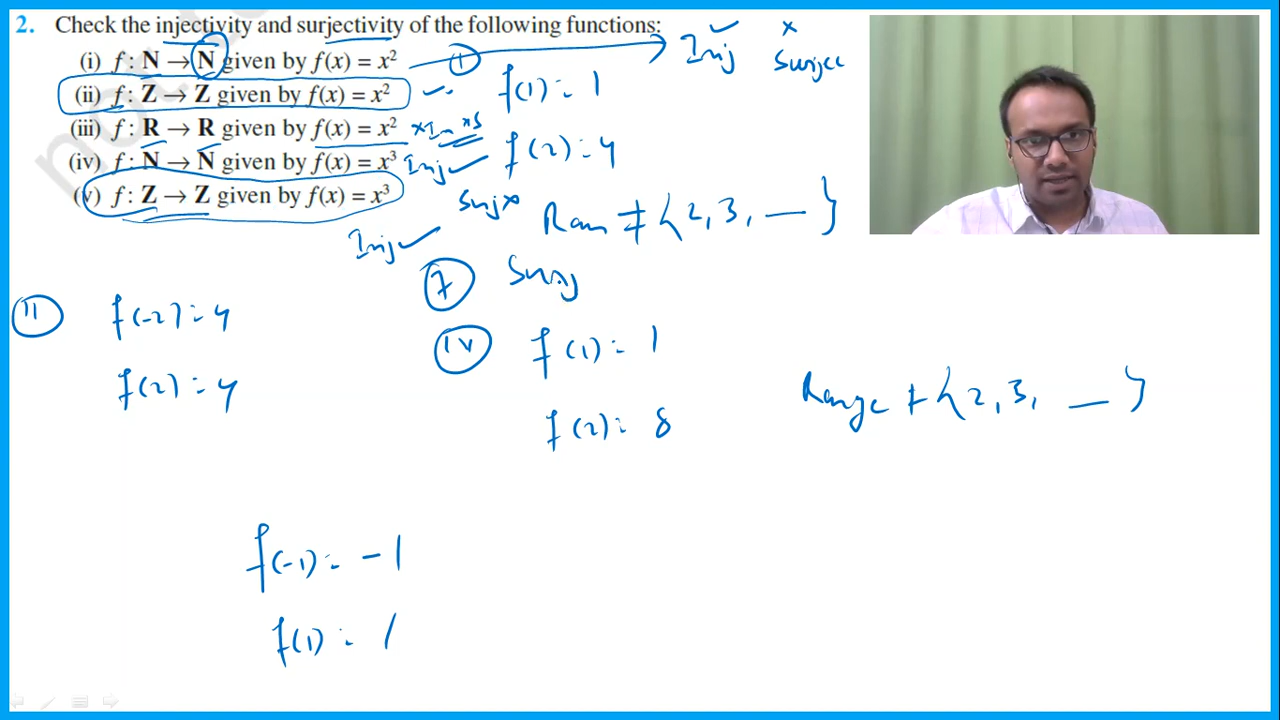 2. Check the injectivity and surjectivity of the following functions:
(i) f : N → N given by f(x) = x²
(ii) f : Z → Z given by f(x) = x²
(iii) f : R → R given by f(x) = x²
(iv) f : N → N given by f(x) = x³
(v) f : Z → Z given by f(x) = x³
Inj ✓
× Surjec
f(1) = 1
f(2) = 4
Inj ✓
Surj ×
Ran ≠ {2, 3, — }
Inj ✓
Surj
(ii) f(-2) = 4
f(2) = 4
(iv) f(1) = 1
f(2) = 8
Range ≠ {2, 3, — }
f(-1) = -1
f(1) = 1